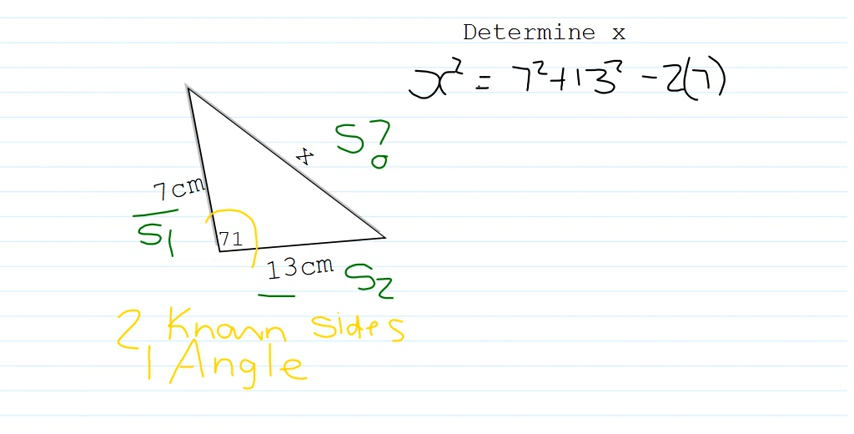 Determine x
x² = 7² + 13² - 2(7)
S?
x
7cm
S1
71
13cm
S2
2 Known sides
1 Angle